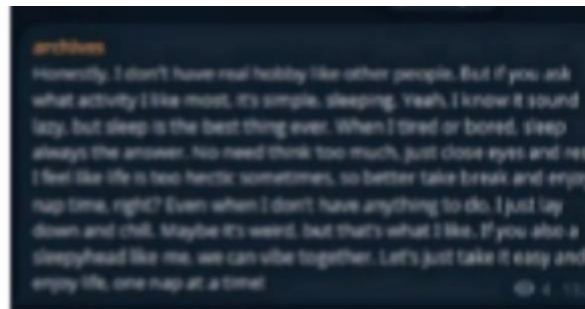 archives
Honestly, I don't have real hobby like other people. But if you ask
what activity I like most, it's simple, sleeping. Yeah, I know it sound
lazy, but sleep is the best thing ever. When I tired or bored, sleep
always the answer. No need think too much, just close eyes and res
I feel like life is too hectic sometimes, so better take break and enjoy
nap time, right? Even when I don't have anything to do, I just lay
down and chill. Maybe it's weird, but that's what I like. If you also a
sleepyhead like me, we can vibe together. Let's just take it easy and
enjoy life, one nap at a time!
4